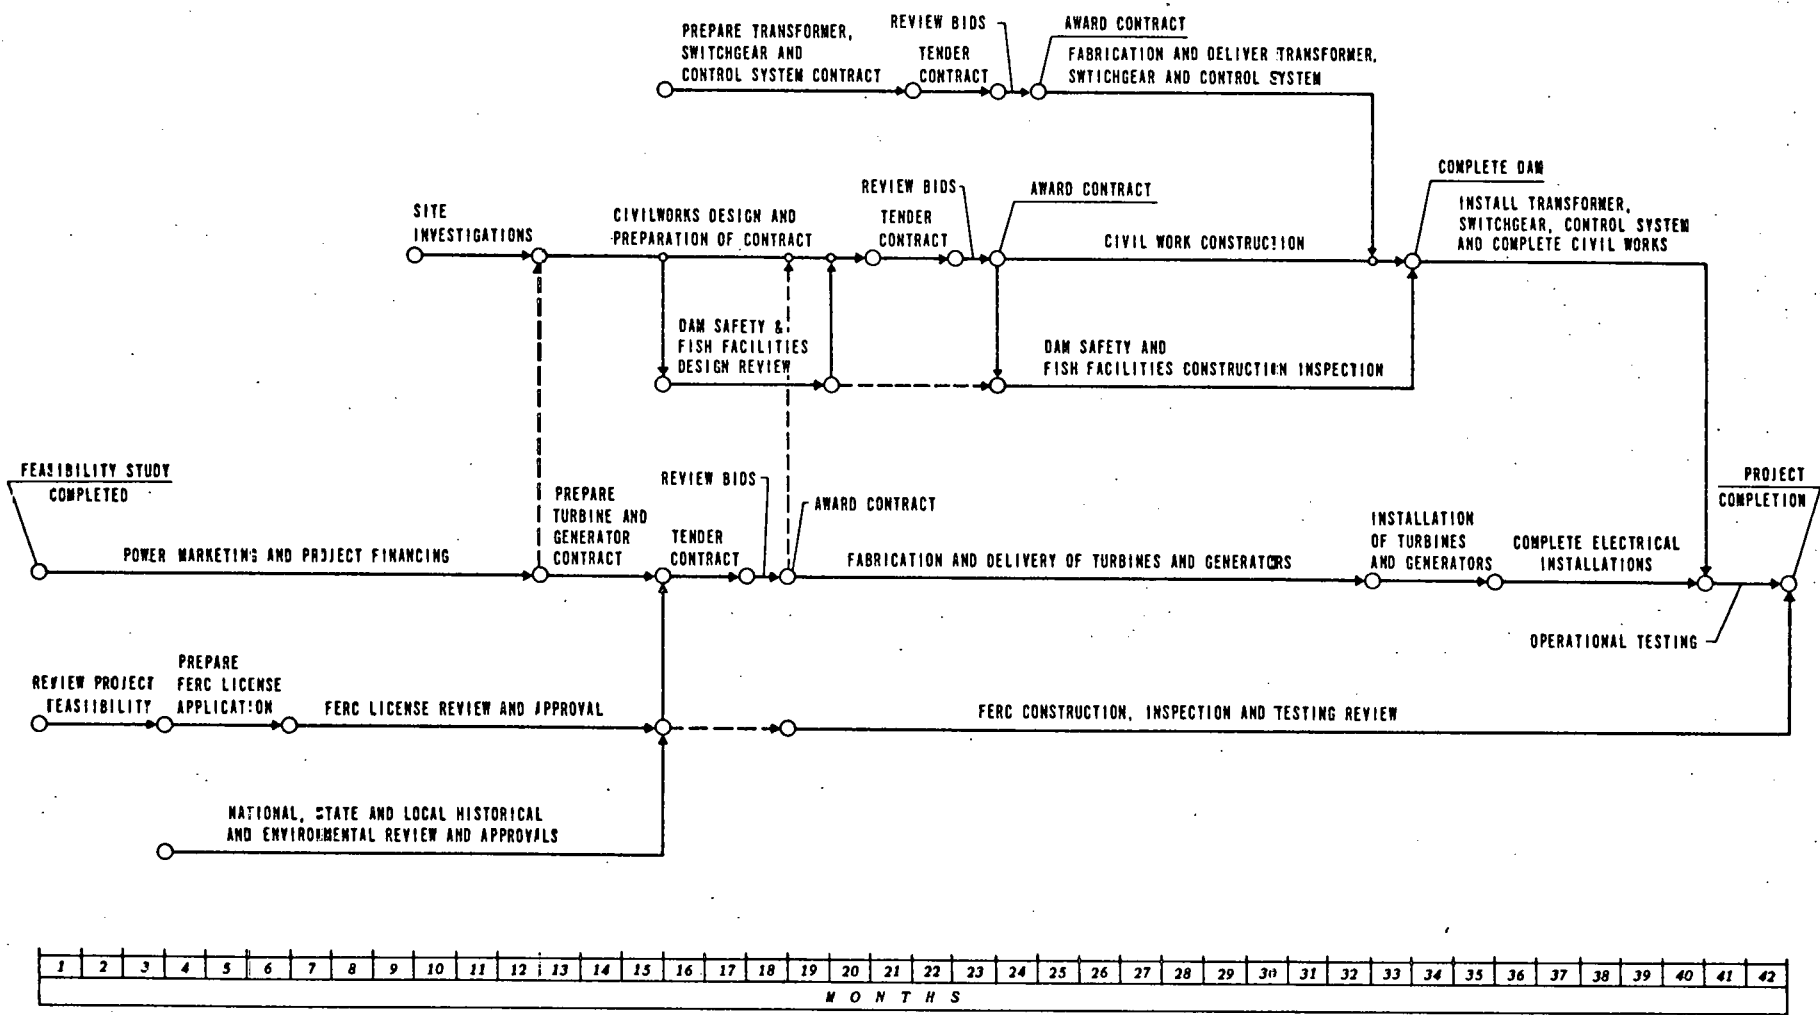 PREPARE TRANSFORMER,
SWITCHGEAR AND
CONTROL SYSTEM CONTRACT
TENDER
CONTRACT
REVIEW BIDS
AWARD CONTRACT
FABRICATION AND DELIVER TRANSFORMER,
SWTICHGEAR AND CONTROL SYSTEM
SITE
INVESTIGATIONS
CIVILWORKS DESIGN AND
PREPARATION OF CONTRACT
TENDER
CONTRACT
REVIEW BIDS
AWARD CONTRACT
CIVIL WORK CONSTRUCTION
COMPLETE DAM
INSTALL TRANSFORMER,
SWITCHGEAR, CONTROL SYSTEM
AND COMPLETE CIVIL WORKS
DAM SAFETY &
FISH FACILITIES
DESIGN REVIEW
DAM SAFETY AND
FISH FACILITIES CONSTRUCTION INSPECTION
FEASIBILITY STUDY
COMPLETED
POWER MARKETING AND PROJECT FINANCING
PREPARE
TURBINE AND
GENERATOR
CONTRACT
TENDER
CONTRACT
REVIEW BIDS
AWARD CONTRACT
FABRICATION AND DELIVERY OF TURBINES AND GENERATORS
INSTALLATION
OF TURBINES
AND GENERATORS
COMPLETE ELECTRICAL
INSTALLATIONS
PROJECT
COMPLETION
OPERATIONAL TESTING
REVIEW PROJECT
FEASTIBILITY
PREPARE
FERC LICENSE
APPLICATION
FERC LICENSE REVIEW AND APPROVAL
FERC CONSTRUCTION, INSPECTION AND TESTING REVIEW
NATIONAL, STATE AND LOCAL HISTORICAL
AND ENVIRONMENTAL REVIEW AND APPROVALS
1 2 3 4 5 6 7 8 9 10 11 12 13 14 15 16 17 18 19 20 21 22 23 24 25 26 27 28 29 30 31 32 33 34 35 36 37 38 39 40 41 42
MONTHS